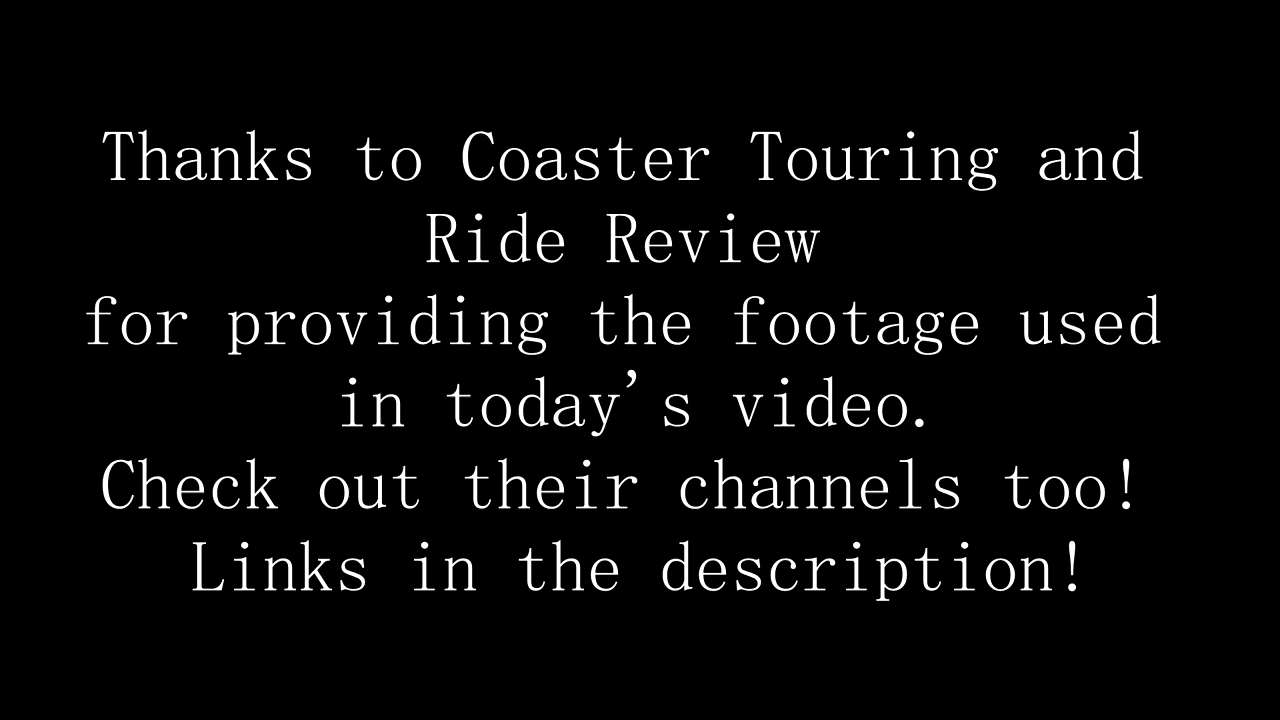 Thanks to Coaster Touring and
Ride Review
for providing the footage used
in today's video.
Check out their channels too!
Links in the description!